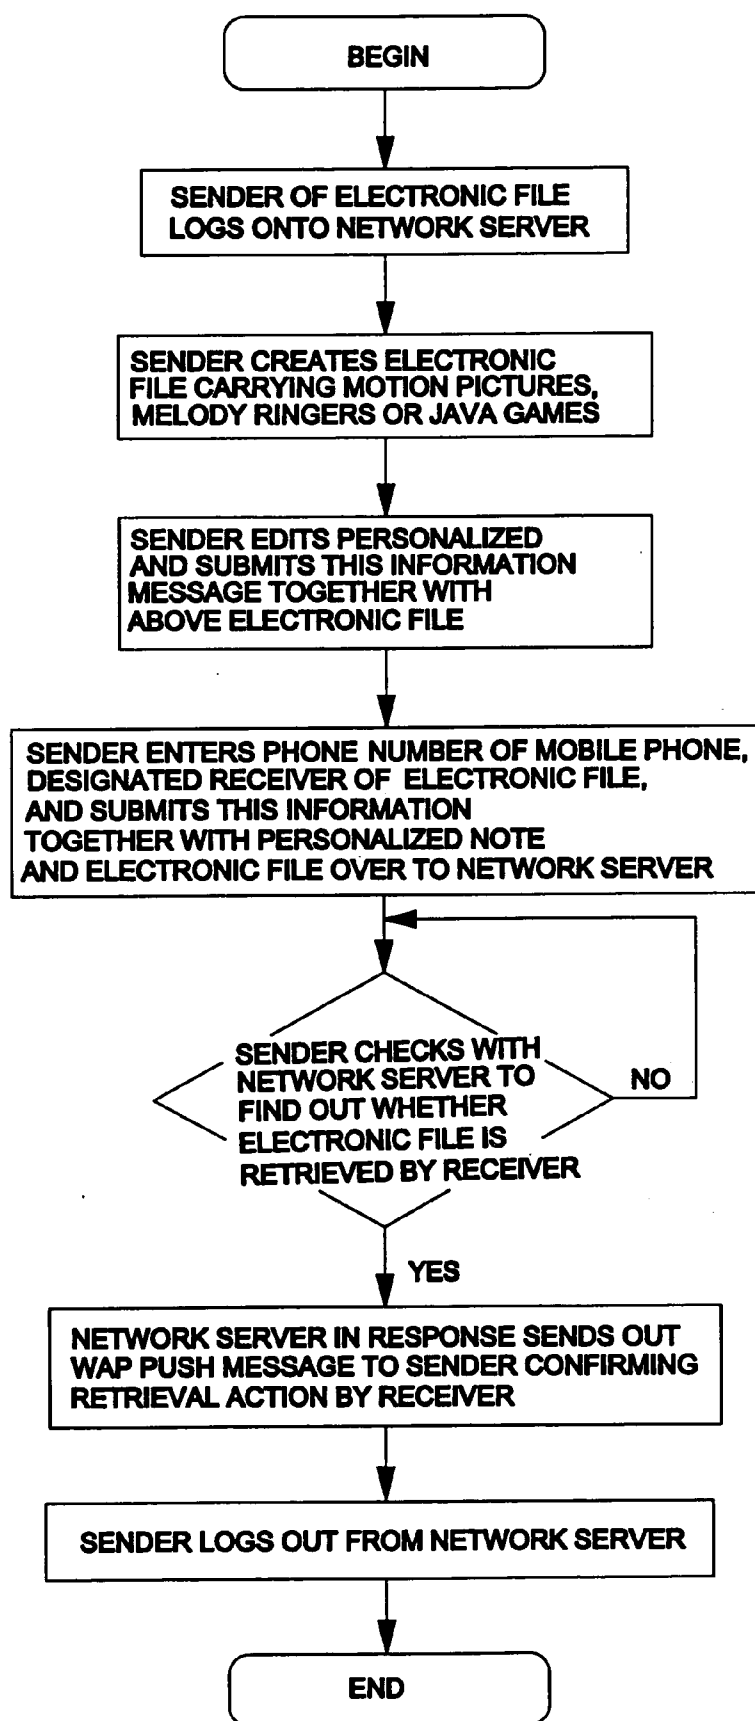 BEGIN
SENDER OF ELECTRONIC FILE
LOGS ONTO NETWORK SERVER
SENDER CREATES ELECTRONIC
FILE CARRYING MOTION PICTURES,
MELODY RINGERS OR JAVA GAMES
SENDER EDITS PERSONALIZED
AND SUBMITS THIS INFORMATION
MESSAGE TOGETHER WITH
ABOVE ELECTRONIC FILE
SENDER ENTERS PHONE NUMBER OF MOBILE PHONE,
DESIGNATED RECEIVER OF ELECTRONIC FILE,
AND SUBMITS THIS INFORMATION
TOGETHER WITH PERSONALIZED NOTE
AND ELECTRONIC FILE OVER TO NETWORK SERVER
SENDER CHECKS WITH
NETWORK SERVER TO
FIND OUT WHETHER
ELECTRONIC FILE IS
RETRIEVED BY RECEIVER
NO
YES
NETWORK SERVER IN RESPONSE SENDS OUT
WAP PUSH MESSAGE TO SENDER CONFIRMING
RETRIEVAL ACTION BY RECEIVER
SENDER LOGS OUT FROM NETWORK SERVER
END